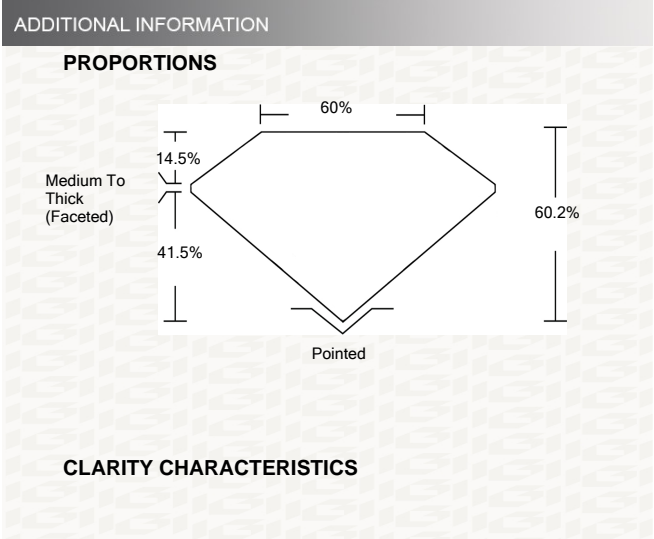 ADDITIONAL INFORMATION
PROPORTIONS
60%
14.5%
Medium To
Thick
(Faceted)
60.2%
41.5%
Pointed
CLARITY CHARACTERISTICS